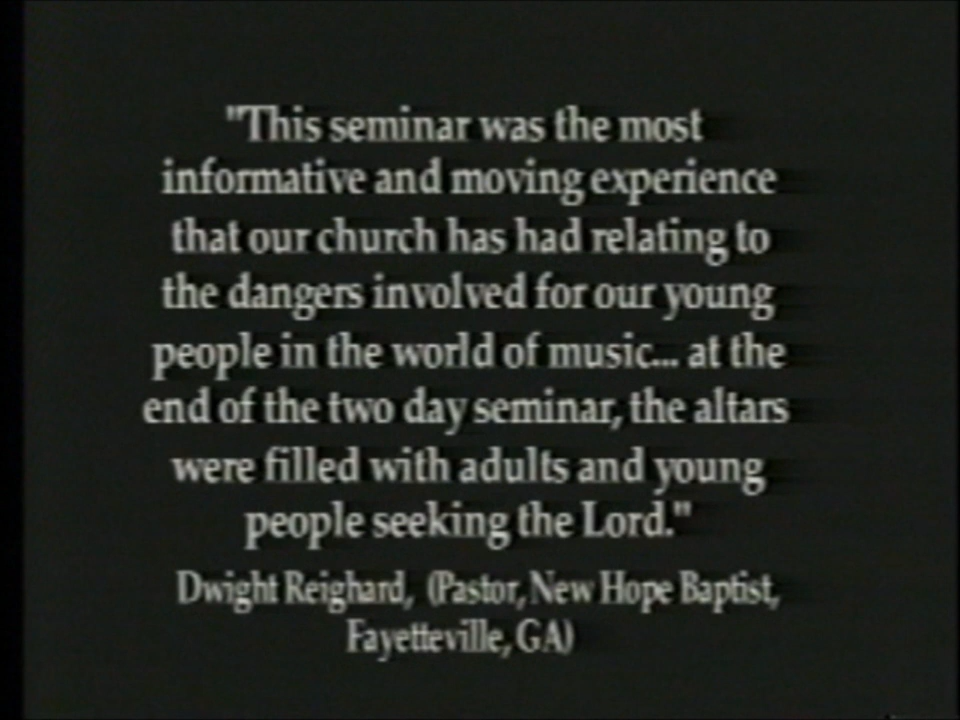 "This seminar was the most
informative and moving experience
that our church has had relating to
the dangers involved for our young
people in the world of music... at the
end of the two day seminar, the altars
were filled with adults and young
people seeking the Lord."
Dwight Reighard, (Pastor, New Hope Baptist,
Fayetteville, GA)